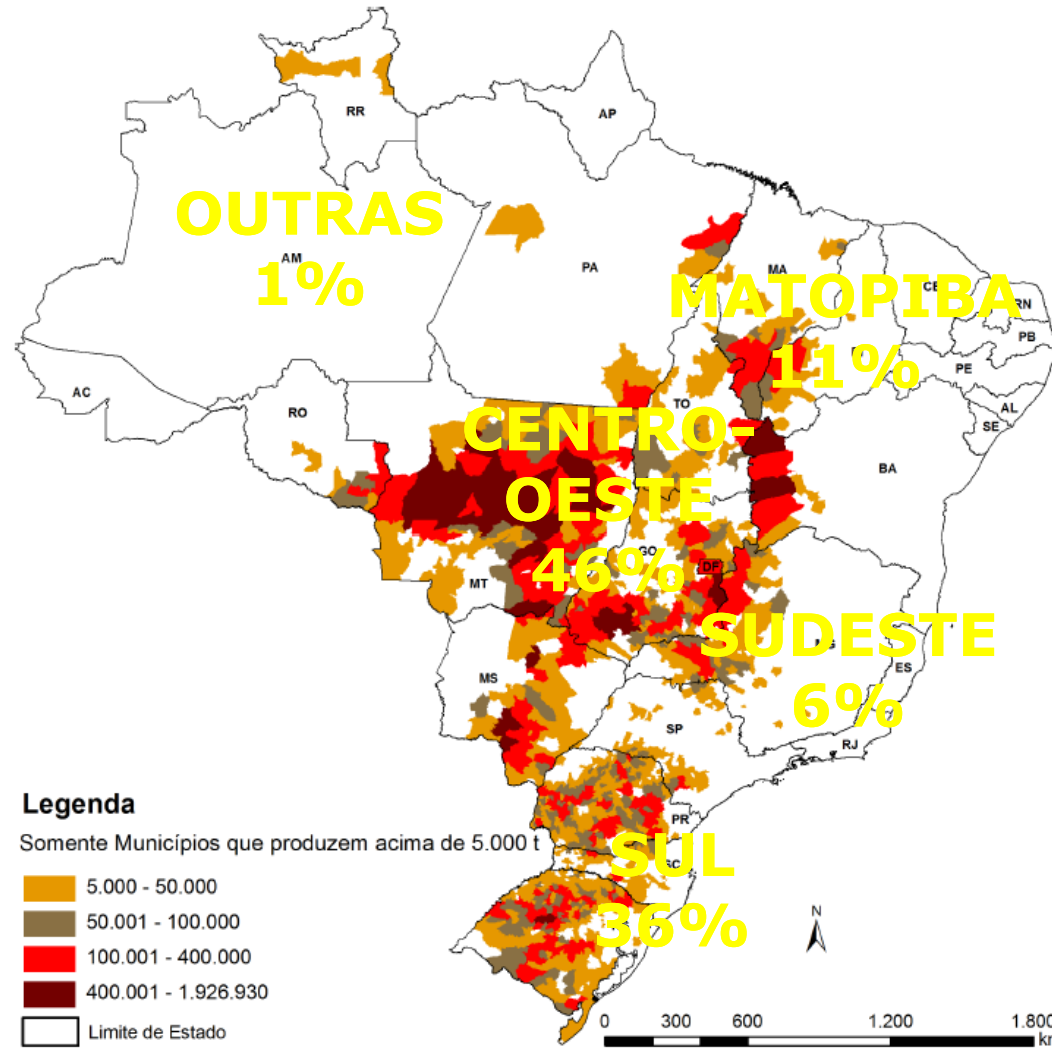 RR
AP
OUTRAS
1%
AM
PA
MA
MATOPIBA
11%
CE
RN
PB
PE
AL
SE
AC
RO
TO
BA
CENTRO-
OESTE
46%
GO
DF
MT
SUDESTE
6%
MG
ES
MS
SP
RJ
PR
SUL
36%
SC
N
Legenda
Somente Municípios que produzem acima de 5.000 t
5.000 - 50.000
50.001 - 100.000
100.001 - 400.000
400.001 - 1.926.930
Limite de Estado
0 300 600 1.200 1.800
km